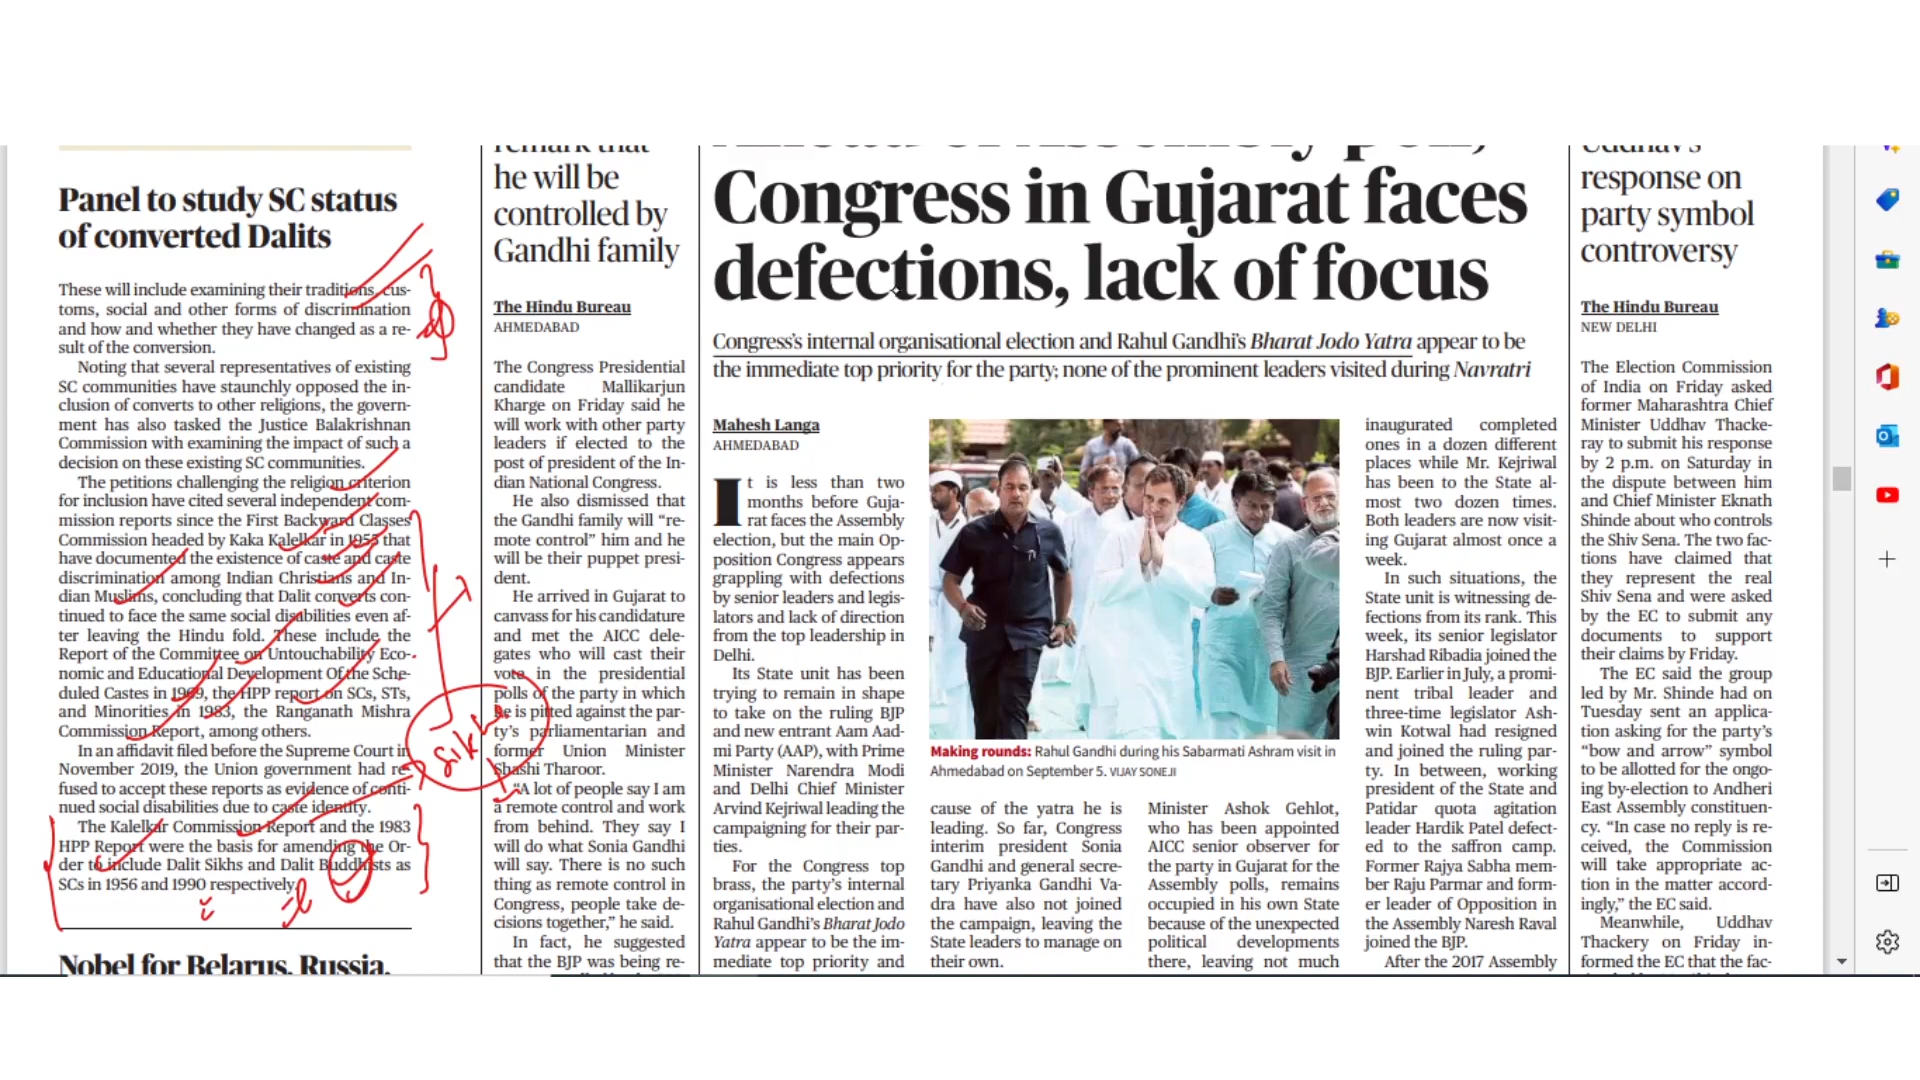 Panel to study SC status
of converted Dalits
These will include examining their traditions, cus-
toms, social and other forms of discrimination
and how and whether they have changed as a re-
sult of the conversion.
Noting that several representatives of existing
SC communities have staunchly opposed the in-
clusion of converts to other religions, the govern-
ment has also tasked the Justice Balakrishnan
Commission with examining the impact of such a
decision on these existing SC communities.
The petitions challenging the religion criterion
for inclusion have cited several independent com-
mission reports since the First Backward Classes
Commission headed by Kaka Kalelkar in 1955 that
have documented the existence of caste and caste
discrimination among Indian Christians and In-
dian Muslims, concluding that Dalit converts con-
tinued to face the same social disabilities even af-
ter leaving the Hindu fold. These include the
Report of the Committee on Untouchability Eco-
nomic and Educational Development Of the Sche-
duled Castes in 1969, the HPP report on SCs, STs,
and Minorities in 1983, the Ranganath Mishra
Commission Report, among others.
In an affidavit filed before the Supreme Court in
November 2019, the Union government had re-
fused to accept these reports as evidence of conti-
nued social disabilities due to caste identity.
The Kalelkar Commission Report and the 1983
HPP Report were the basis for amending the Or-
der to include Dalit Sikhs and Dalit Buddhists as
SCs in 1956 and 1990 respectively.
Sikh
Nobel for Belarus, Russia,
remark that
he will be
controlled by
Gandhi family
The Hindu Bureau
AHMEDABAD
The Congress Presidential
candidate Mallikarjun
Kharge on Friday said he
will work with other party
leaders if elected to the
post of president of the In-
dian National Congress.
He also dismissed that
the Gandhi family will “re-
mote control” him and he
will be their puppet presi-
dent.
He arrived in Gujarat to
canvass for his candidature
and met the AICC dele-
gates who will cast their
vote in the presidential
polls of the party in which
he is pitted against the par-
ty’s parliamentarian and
former Union Minister
Shashi Tharoor.
“A lot of people say I am
a remote control and work
from behind. They say I
will do what Sonia Gandhi
will say. There is no such
thing as remote control in
Congress, people take de-
cisions together,” he said.
In fact, he suggested
that the BJP was being re-
Ahead of Assembly poll,
Congress in Gujarat faces
defections, lack of focus
Congress’s internal organisational election and Rahul Gandhi’s Bharat Jodo Yatra appear to be
the immediate top priority for the party; none of the prominent leaders visited during Navratri
Mahesh Langa
AHMEDABAD
It is less than two
months before Guja-
rat faces the Assembly
election, but the main Op-
position Congress appears
grappling with defections
by senior leaders and legis-
lators and lack of direction
from the top leadership in
Delhi.
Its State unit has been
trying to remain in shape
to take on the ruling BJP
and new entrant Aam Aad-
mi Party (AAP), with Prime
Minister Narendra Modi
and Delhi Chief Minister
Arvind Kejriwal leading the
campaigning for their par-
ties.
For the Congress top
brass, the party’s internal
organisational election and
Rahul Gandhi’s Bharat Jodo
Yatra appear to be the im-
mediate top priority and
Making rounds: Rahul Gandhi during his Sabarmati Ashram visit in
Ahmedabad on September 5. VIJAY SONEJI
cause of the yatra he is
leading. So far, Congress
interim president Sonia
Gandhi and general secre-
tary Priyanka Gandhi Va-
dra have also not joined
the campaign, leaving the
State leaders to manage on
their own.
Minister Ashok Gehlot,
who has been appointed
AICC senior observer for
the party in Gujarat for the
Assembly polls, remains
occupied in his own State
because of the unexpected
political developments
there, leaving not much
inaugurated completed
ones in a dozen different
places while Mr. Kejriwal
has been to the State al-
most two dozen times.
Both leaders are now visit-
ing Gujarat almost once a
week.
In such situations, the
State unit is witnessing de-
fections from its rank. This
week, its senior legislator
Harshad Ribadia joined the
BJP. Earlier in July, a promi-
nent tribal leader and
three-time legislator Ash-
win Kotwal had resigned
and joined the ruling par-
ty. In between, working
president of the State and
Patidar quota agitation
leader Hardik Patel defect-
ed to the saffron camp.
Former Rajya Sabha mem-
ber Raju Parmar and form-
er leader of Opposition in
the Assembly Naresh Raval
joined the BJP.
After the 2017 Assembly
Uddhav’s
response on
party symbol
controversy
The Hindu Bureau
NEW DELHI
The Election Commission
of India on Friday asked
former Maharashtra Chief
Minister Uddhav Thacke-
ray to submit his response
by 2 p.m. on Saturday in
the dispute between him
and Chief Minister Eknath
Shinde about who controls
the Shiv Sena. The two fac-
tions have claimed that
they represent the real
Shiv Sena and were asked
by the EC to submit any
documents to support
their claims by Friday.
The EC said the group
led by Mr. Shinde had on
Tuesday sent an applica-
tion asking for the party’s
“bow and arrow” symbol
to be allotted for the ongo-
ing by-election to Andheri
East Assembly constituen-
cy. “In case no reply is re-
ceived, the Commission
will take appropriate ac-
tion in the matter accord-
ingly,” the EC said.
Meanwhile, Uddhav
Thackery on Friday in-
formed the EC that the fac-